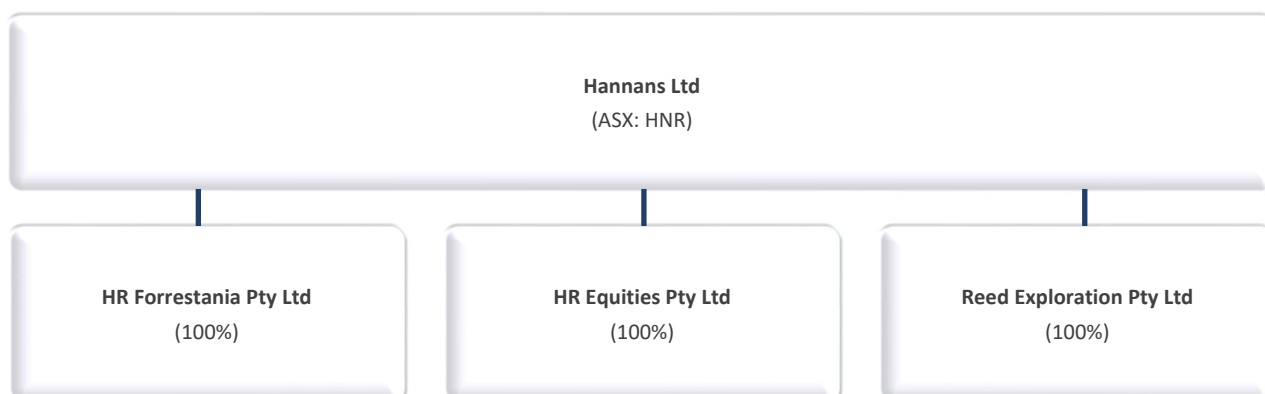 Hannans Ltd
(ASX: HNR)
HR Forrestania Pty Ltd
(100%)
HR Equities Pty Ltd
(100%)
Reed Exploration Pty Ltd
(100%)